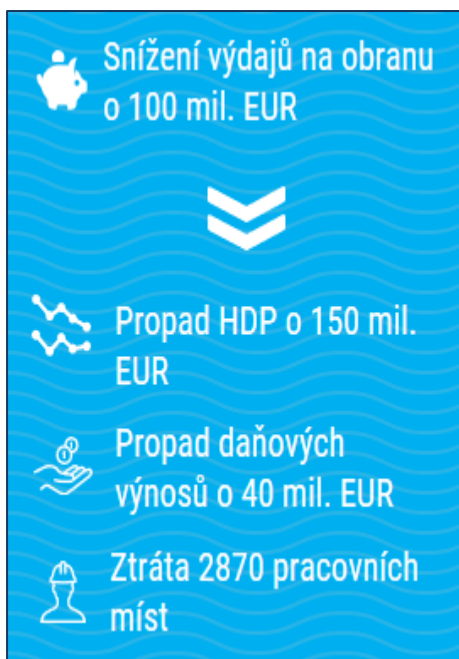 Snížení výdajů na obranu
o 100 mil. EUR
Propad HDP o 150 mil.
EUR
Propad daňových
výnosů o 40 mil. EUR
Ztráta 2870 pracovních
míst